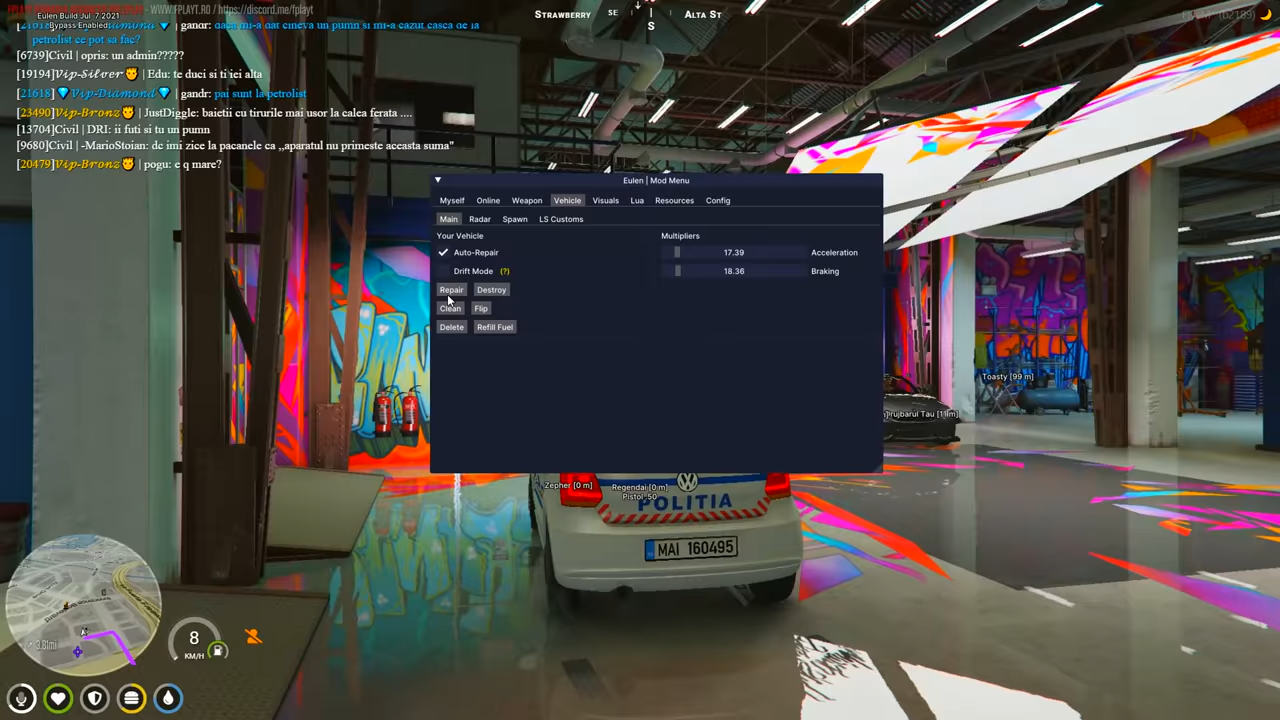 - WWW.FPLAYT.RO / https://discord.me/fplayt
Eulen Build Jul 7 2021
Bypass Enabled
gandr: daca mi-a dat cineva un pumn si mi-a cazut casca de la
petrolist ce pot sa fac?
[6739]Civil | opris: un admin?????
[19194]𝓥𝓲𝓹-𝓢𝓲𝓵𝓿𝓮𝓻 | Edu: te duci si ti iei alta
[21618] 𝓥𝓲𝓹-𝓓𝓲𝓪𝓶𝓸𝓷𝓭 | gandr: pai sunt la petrolist
[23490]𝓥𝓲𝓹-𝓑𝓻𝓸𝓷𝔃 | JustDiggle: baietii cu tirurile mai usor la calea ferata ....
[13704]Civil | DRI: ii futi si tu un pumn
[9680]Civil | -MarioStoian: de imi zice la pacanele ca ,,aparatul nu primeste aceasta suma"
[20479]𝓥𝓲𝓹-𝓑𝓻𝓸𝓷𝔃 | pogu: e q mare?
STRAWBERRY SE S ALTA ST
Eulen | Mod Menu
Myself Online Weapon Vehicle Visuals Lua Resources Config
Main Radar Spawn LS Customs
Your Vehicle
Auto-Repair
Drift Mode (?)
Repair Destroy
Clean Flip
Delete Refill Fuel
Multipliers
17.39 Acceleration
18.36 Braking
Toasty [99 m]
rujbarul Tau [11m]
Zepher [0 m]
Regendai [0 m]
Pistol .50
POLITIA
MAI 160495
3.81mi
8
KM/H